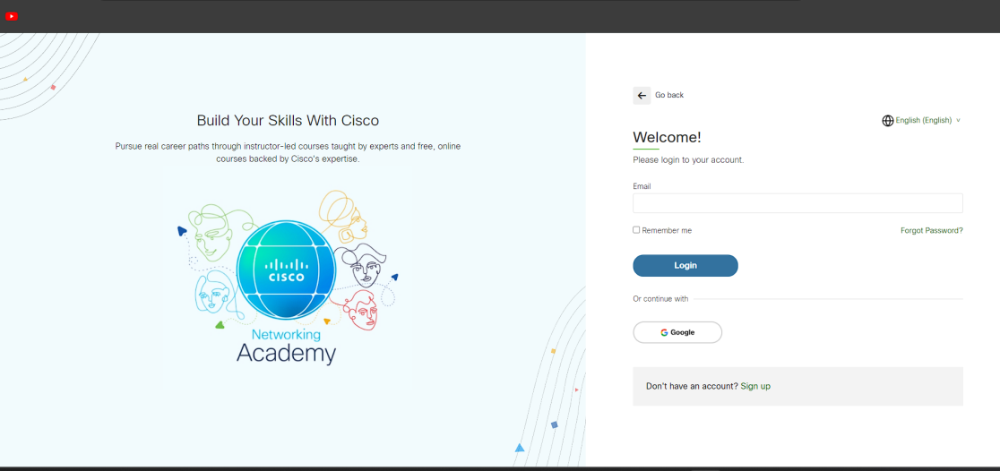 Build Your Skills With Cisco
Pursue real career paths through instructor-led courses taught by experts and free, online
courses backed by Cisco's expertise.
CISCO
Networking
Academy
Go back
English (English)
Welcome!
Please login to your account.
Email
Remember me
Forgot Password?
Login
Or continue with
Google
Don't have an account? Sign up